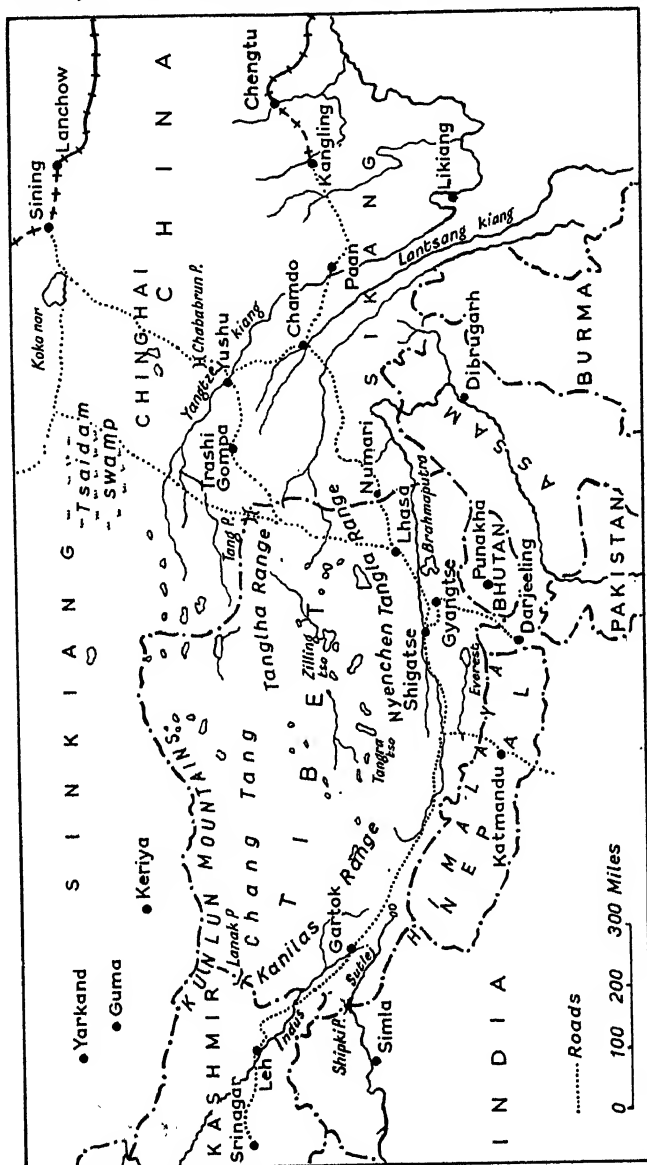 SINKIANG
CHINA
CHINGHAI
SIKANG
TIBET
KASHMIR
INDIA
NEPAL
HIMALAYA
BHUTAN
ASSAM
BURMA
PAKISTAN
Yarkand
Guma
Keriya
KUINLUN MOUNTAINS
Lanak P.
Chang Tang
Tsaidam
swamp
Koko nor
Sining
Lanchow
Chababrun P.
Yangtze kiang
Yushu
Trashi
Gompa
Tang P.
Tanglha Range
Zilling
tso
Tangra
tso
Nyenchen Tangla Range
Kanilas Range
Srinagar
Leh
Indus
Gartok
Sutlej
Shipki P.
Simla
Chengtu
Kangling
Paan
Chamdo
Likiang
Lantsang kiang
Numari
Lhasa
Brahmaputra
Shigatse
Gyangtse
Everest
Punakha
Darjeeling
Dibrugarh
Katmandu
Roads
0 100 200 300 Miles